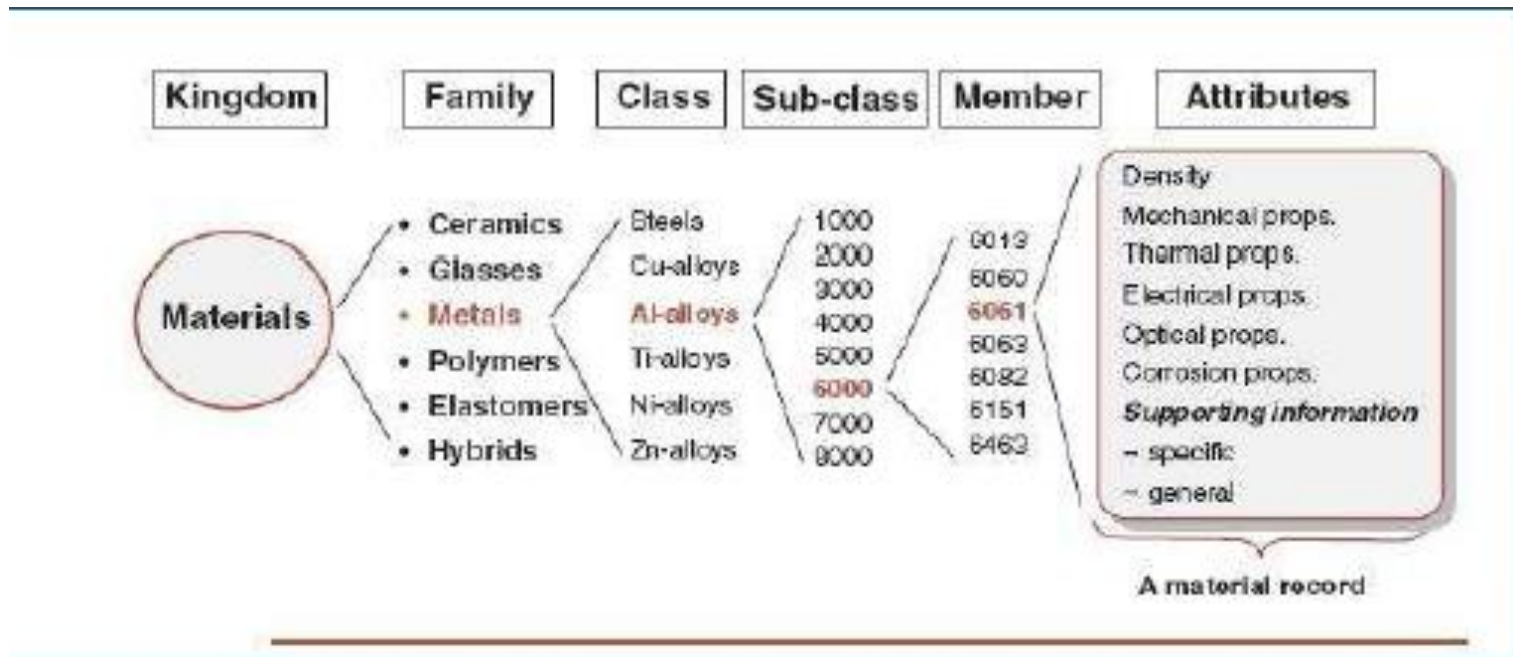 Kingdom
Family
Class
Sub-class
Member
Attributes
Materials
• Ceramics
• Glasses
• Metals
• Polymers
• Elastomers
• Hybrids
Steels
Cu-alloys
Al-alloys
Ti-alloys
Ni-alloys
Zn-alloys
1000
2000
3000
4000
5000
6000
7000
8000
6013
6060
6061
6063
6082
6151
6463
Density
Mechanical props.
Thermal props.
Electrical props.
Optical props.
Corrosion props.
Supporting information
– specific
– general
A material record